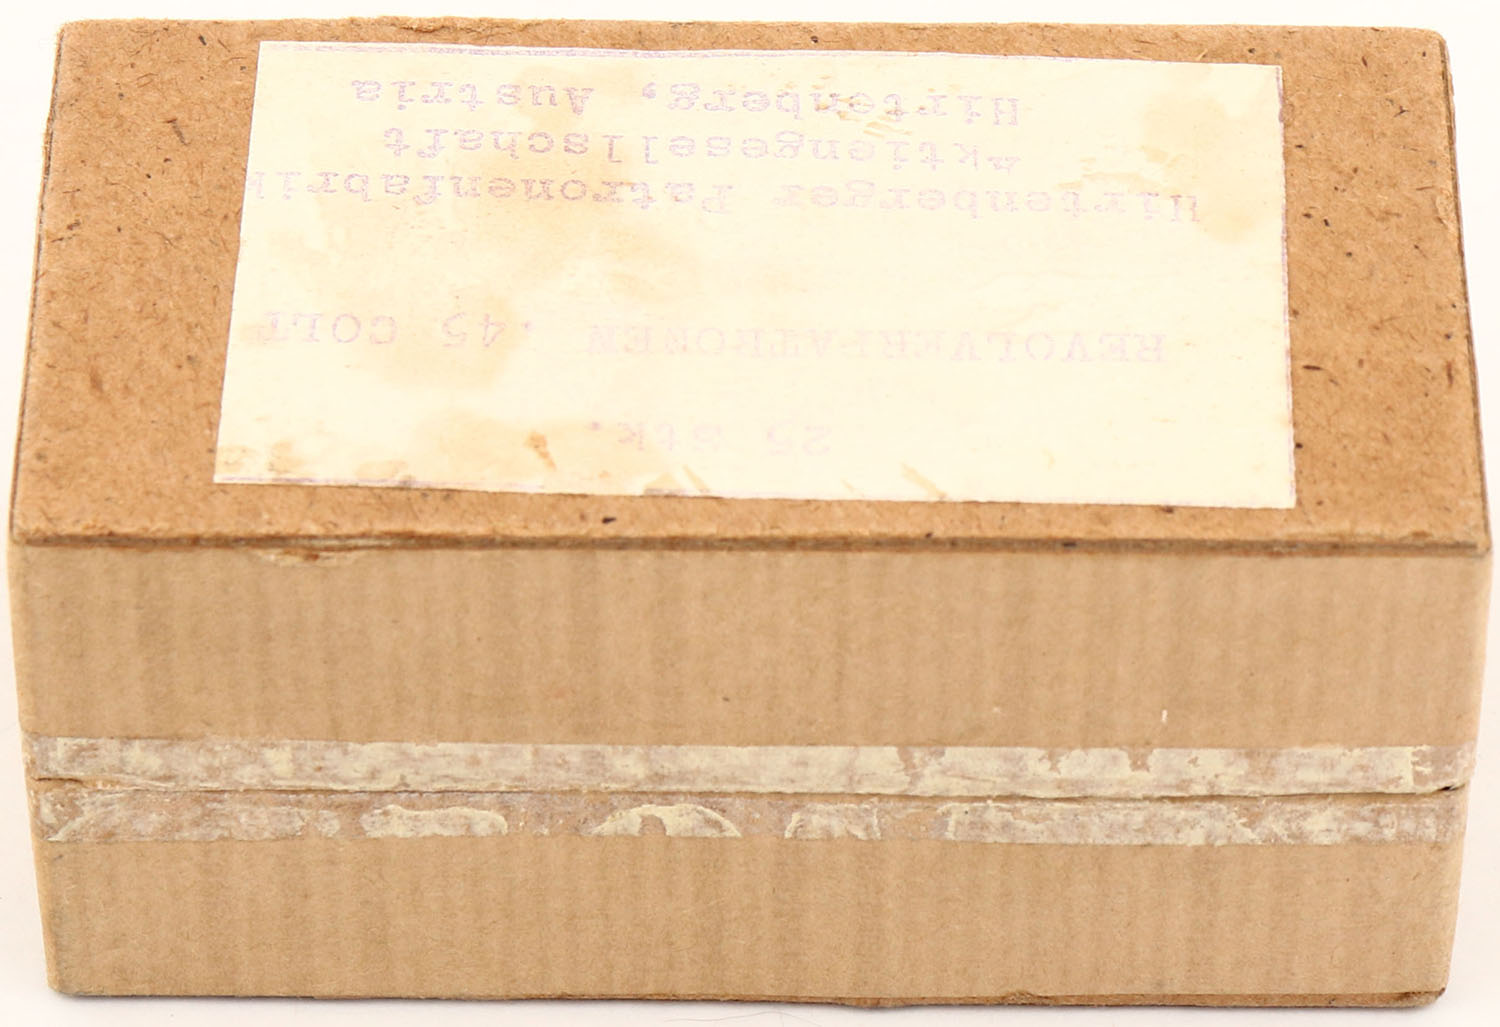 Hirtenberger Patronenfabrik
Aktiengesellschaft
Hirtenberg, Austria
REVOLVERPATRONEN .45 COLT
25 Stk.